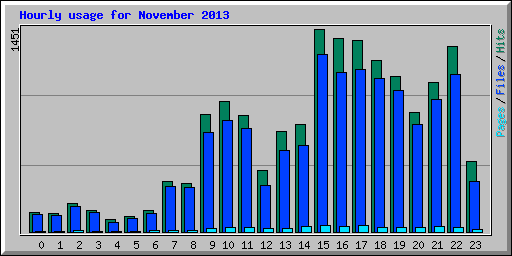 Hourly usage for November 2013
1451
Pages/Files/Hits
0 1 2 3 4 5 6 7 8 9 10 11 12 13 14 15 16 17 18 19 20 21 22 23